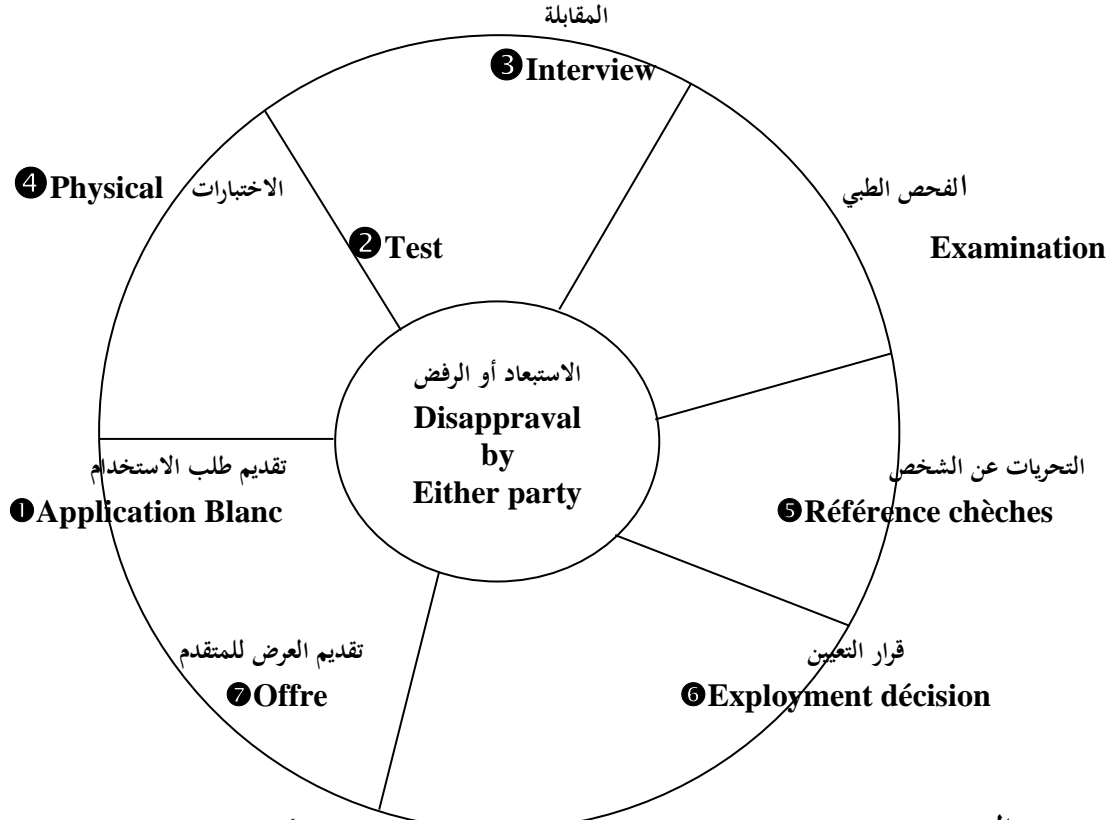 المقابلة
❸Interview
❹Physical
الاختبارات
الفحص الطبي
❷Test
Examination
الاستبعاد أو الرفض
Disappraval
by
Either party
تقديم طلب الاستخدام
❶Application Blanc
التحريات عن الشخص
❺Référence chèches
تقديم العرض للمتقدم
❼Offre
قرار التعيين
❻Exployment décision